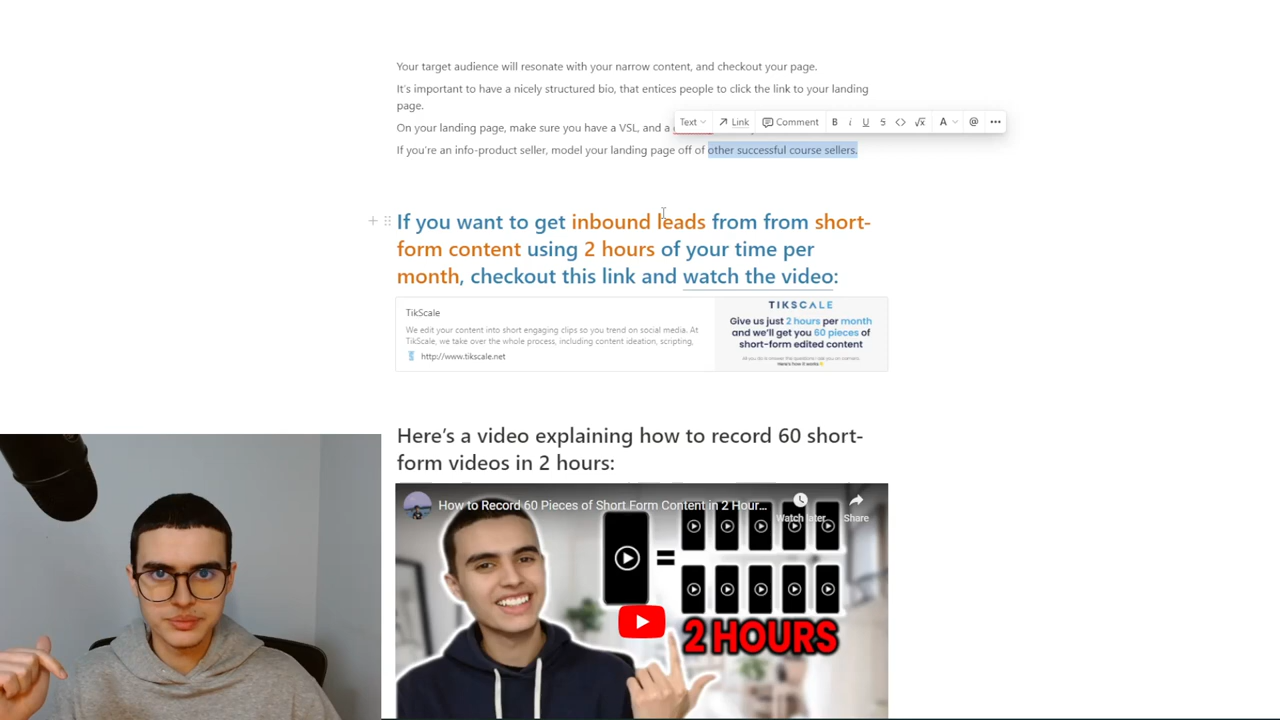 Your target audience will resonate with your narrow content, and checkout your page.
It's important to have a nicely structured bio, that entices people to click the link to your landing
page.
Text
Link
Comment
B i U S <> √x A @ •••
On your landing page, make sure you have a VSL, and a
If you're an info-product seller, model your landing page off of other successful course sellers.
If you want to get inbound leads from from short-
form content using 2 hours of your time per
month, checkout this link and watch the video:
TikScale
We edit your content into short engaging clips so you trend on social media. At
TikScale, we take over the whole process, including content ideation, scripting,
http://www.tikscale.net
TIKSCALE
Give us just 2 hours per month
and we'll get you 60 pieces of
short-form edited content
Here's how it works
Here's a video explaining how to record 60 short-
form videos in 2 hours:
How to Record 60 Pieces of Short Form Content in 2 Hour...
Watch later
Share
=
2 HOURS